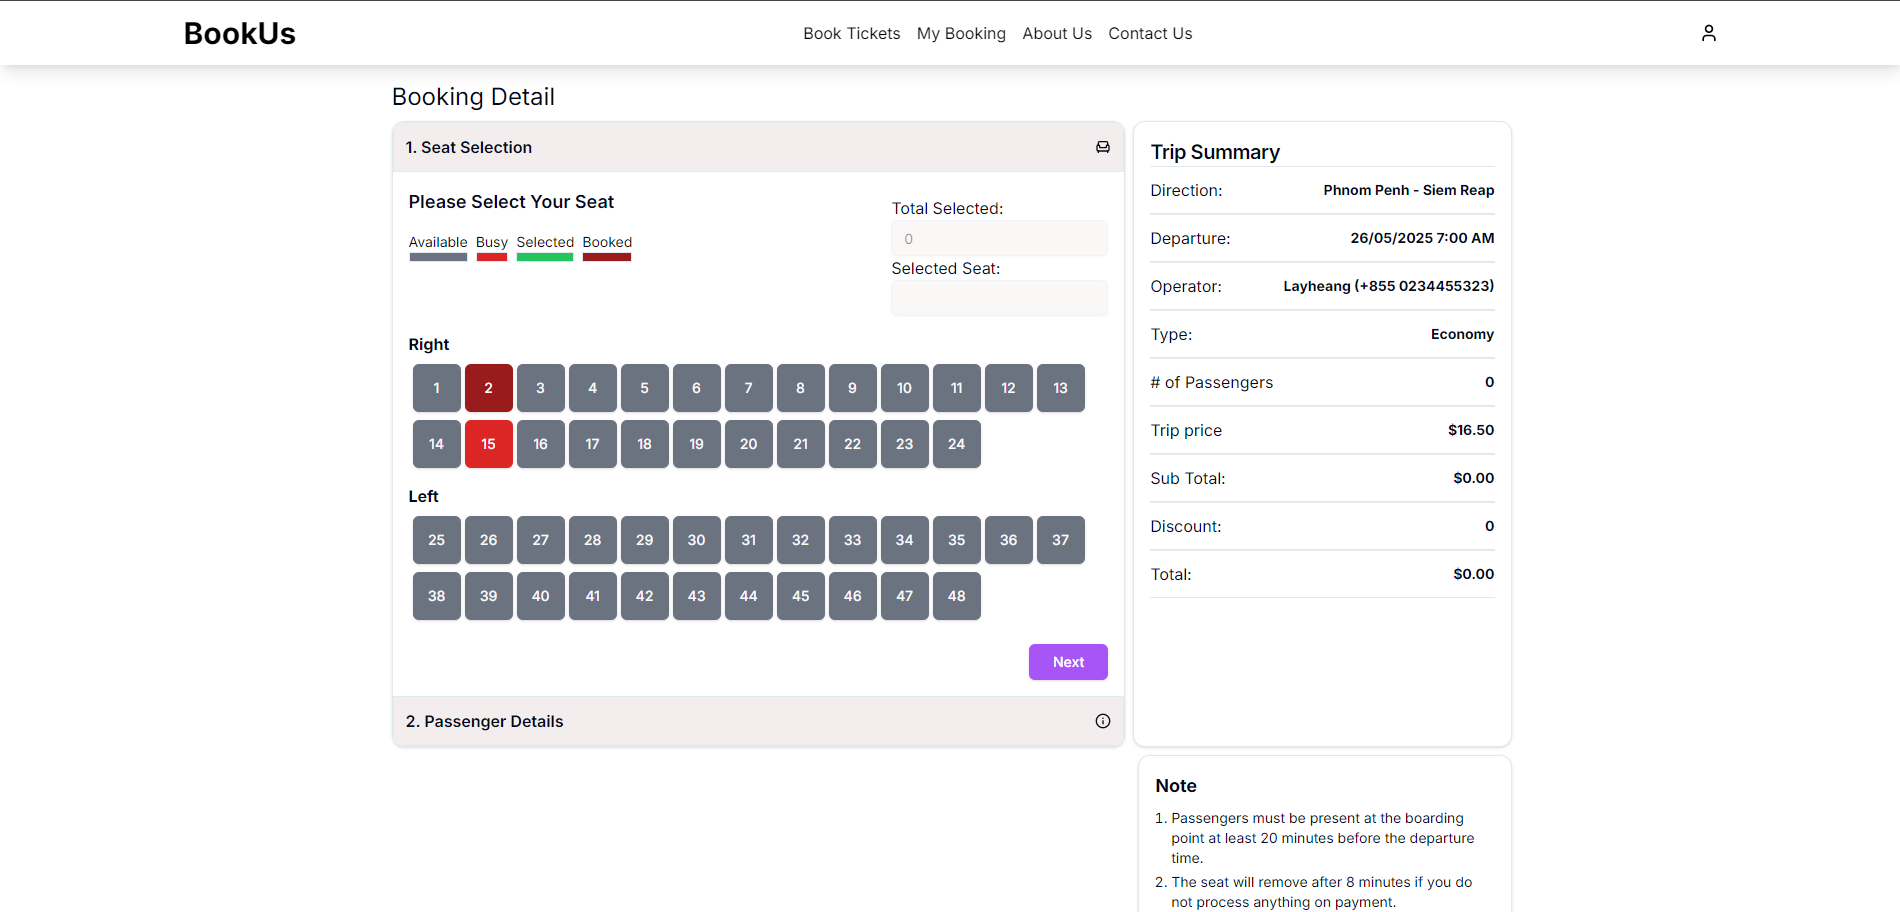 BookUs
Book Tickets My Booking About Us Contact Us
Booking Detail
1. Seat Selection
Please Select Your Seat
Available Busy Selected Booked
Total Selected:
0
Selected Seat:
Right
1 2 3 4 5 6 7 8 9 10 11 12 13
14 15 16 17 18 19 20 21 22 23 24
Left
25 26 27 28 29 30 31 32 33 34 35 36 37
38 39 40 41 42 43 44 45 46 47 48
Next
2. Passenger Details
Trip Summary
Direction: Phnom Penh - Siem Reap
Departure: 26/05/2025 7:00 AM
Operator: Layheang (+855 0234455323)
Type: Economy
# of Passengers 0
Trip price $16.50
Sub Total: $0.00
Discount: 0
Total: $0.00
Note
1. Passengers must be present at the boarding
point at least 20 minutes before the departure
time.
2. The seat will remove after 8 minutes if you do
not process anything on payment.